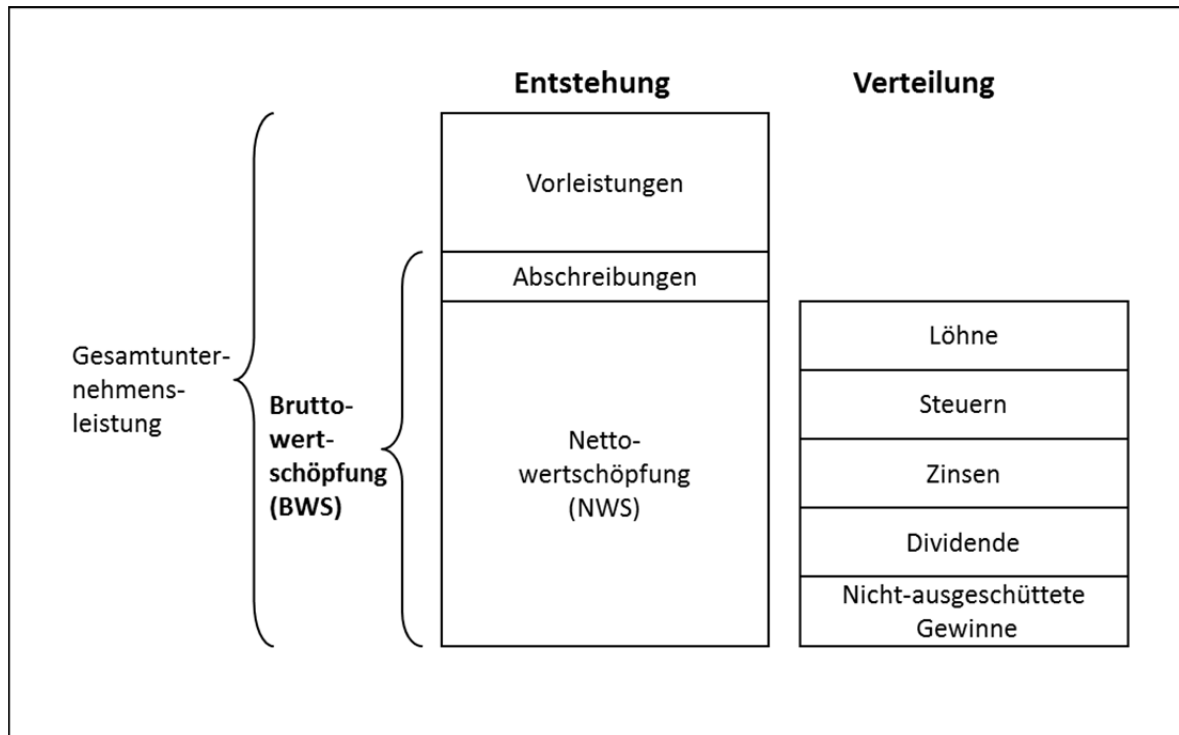 Entstehung
Verteilung
Vorleistungen
Abschreibungen
Gesamtunter-
nehmens-
leistung
Brutto-
wert-
schöpfung
(BWS)
Netto-
wertschöpfung
(NWS)
Löhne
Steuern
Zinsen
Dividende
Nicht-ausgeschüttete
Gewinne